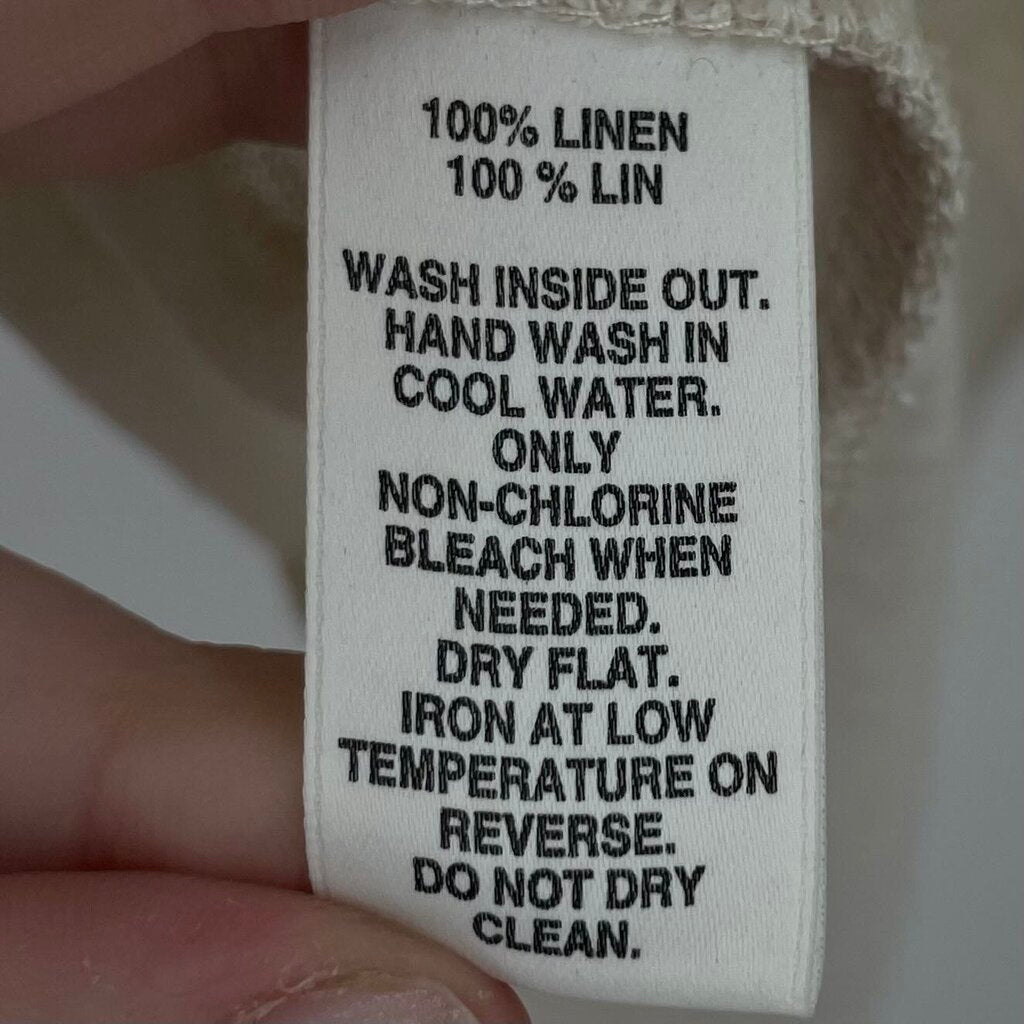 100% LINEN
100 % LIN
WASH INSIDE OUT.
HAND WASH IN
COOL WATER.
ONLY
NON-CHLORINE
BLEACH WHEN
NEEDED.
DRY FLAT.
IRON AT LOW
TEMPERATURE ON
REVERSE.
DO NOT DRY
CLEAN.